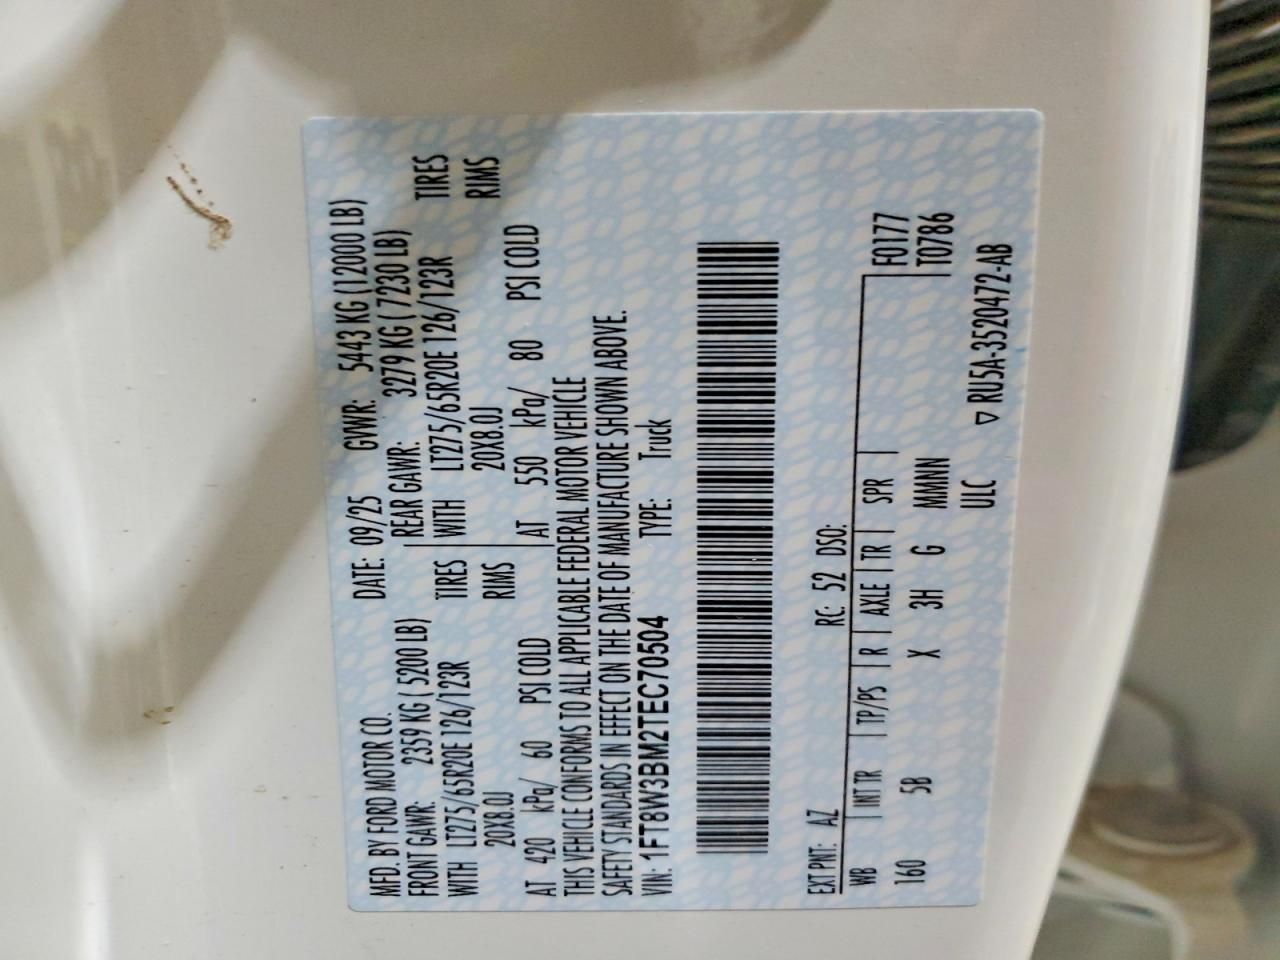 MFD. BY FORD MOTOR CO. DATE: 09/25 GVWR: 5443 KG (12000 LB)
FRONT GAWR: 2359 KG (5200 LB) REAR GAWR: 3279 KG (7230 LB)
WITH LT275/65R20E 126/123R TIRES WITH LT275/65R20E 126/123R TIRES
20X8.0J RIMS 20X8.0J RIMS
AT 420 kPa/ 60 PSI COLD AT 550 kPa/ 80 PSI COLD
THIS VEHICLE CONFORMS TO ALL APPLICABLE FEDERAL MOTOR VEHICLE
SAFETY STANDARDS IN EFFECT ON THE DATE OF MANUFACTURE SHOWN ABOVE.
VIN: 1FT8W3BM2TEC70504 TYPE: Truck
EXT PNT: AZ RC: 52 DSO:
WB INT TR TP/PS R AXLE TR SPR F0177
160 5B X 3H G MMNN T0786
ULC ▽ RU5A-3520472-AB